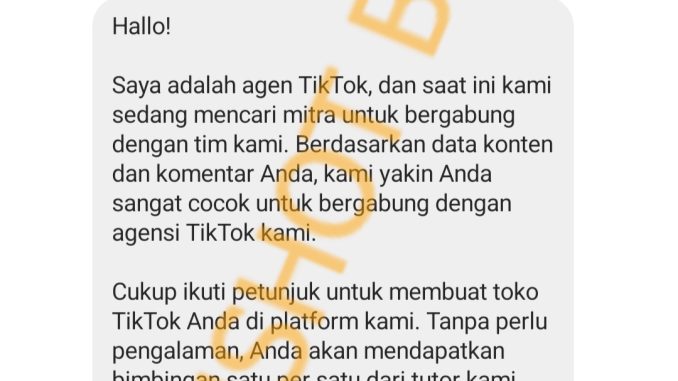 Hallo!
Saya adalah agen TikTok, dan saat ini kami
sedang mencari mitra untuk bergabung
dengan tim kami. Berdasarkan data konten
dan komentar Anda, kami yakin Anda
sangat cocok untuk bergabung dengan
agensi TikTok kami.
Cukup ikuti petunjuk untuk membuat toko
TikTok Anda di platform kami. Tanpa perlu
pengalaman, Anda akan mendapatkan
bimbingan satu per satu dari tutor kami
SHOT B